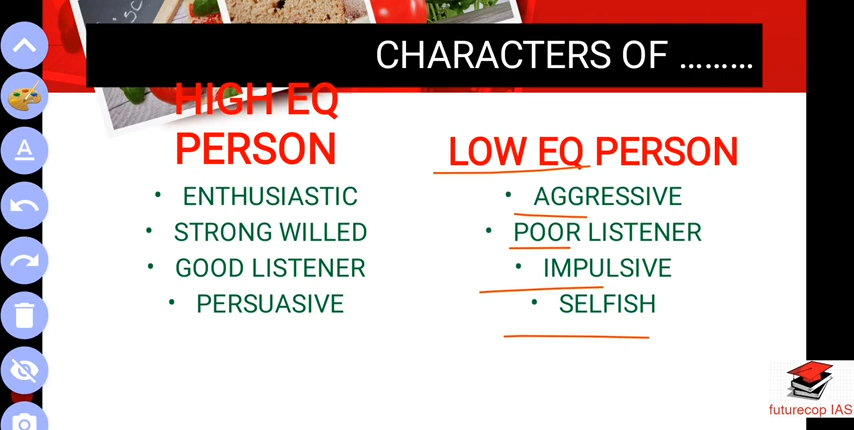 CHARACTERS OF ………
HIGH EQ
PERSON
• ENTHUSIASTIC
• STRONG WILLED
• GOOD LISTENER
• PERSUASIVE
LOW EQ PERSON
• AGGRESSIVE
• POOR LISTENER
• IMPULSIVE
• SELFISH
A
futurecop IAS